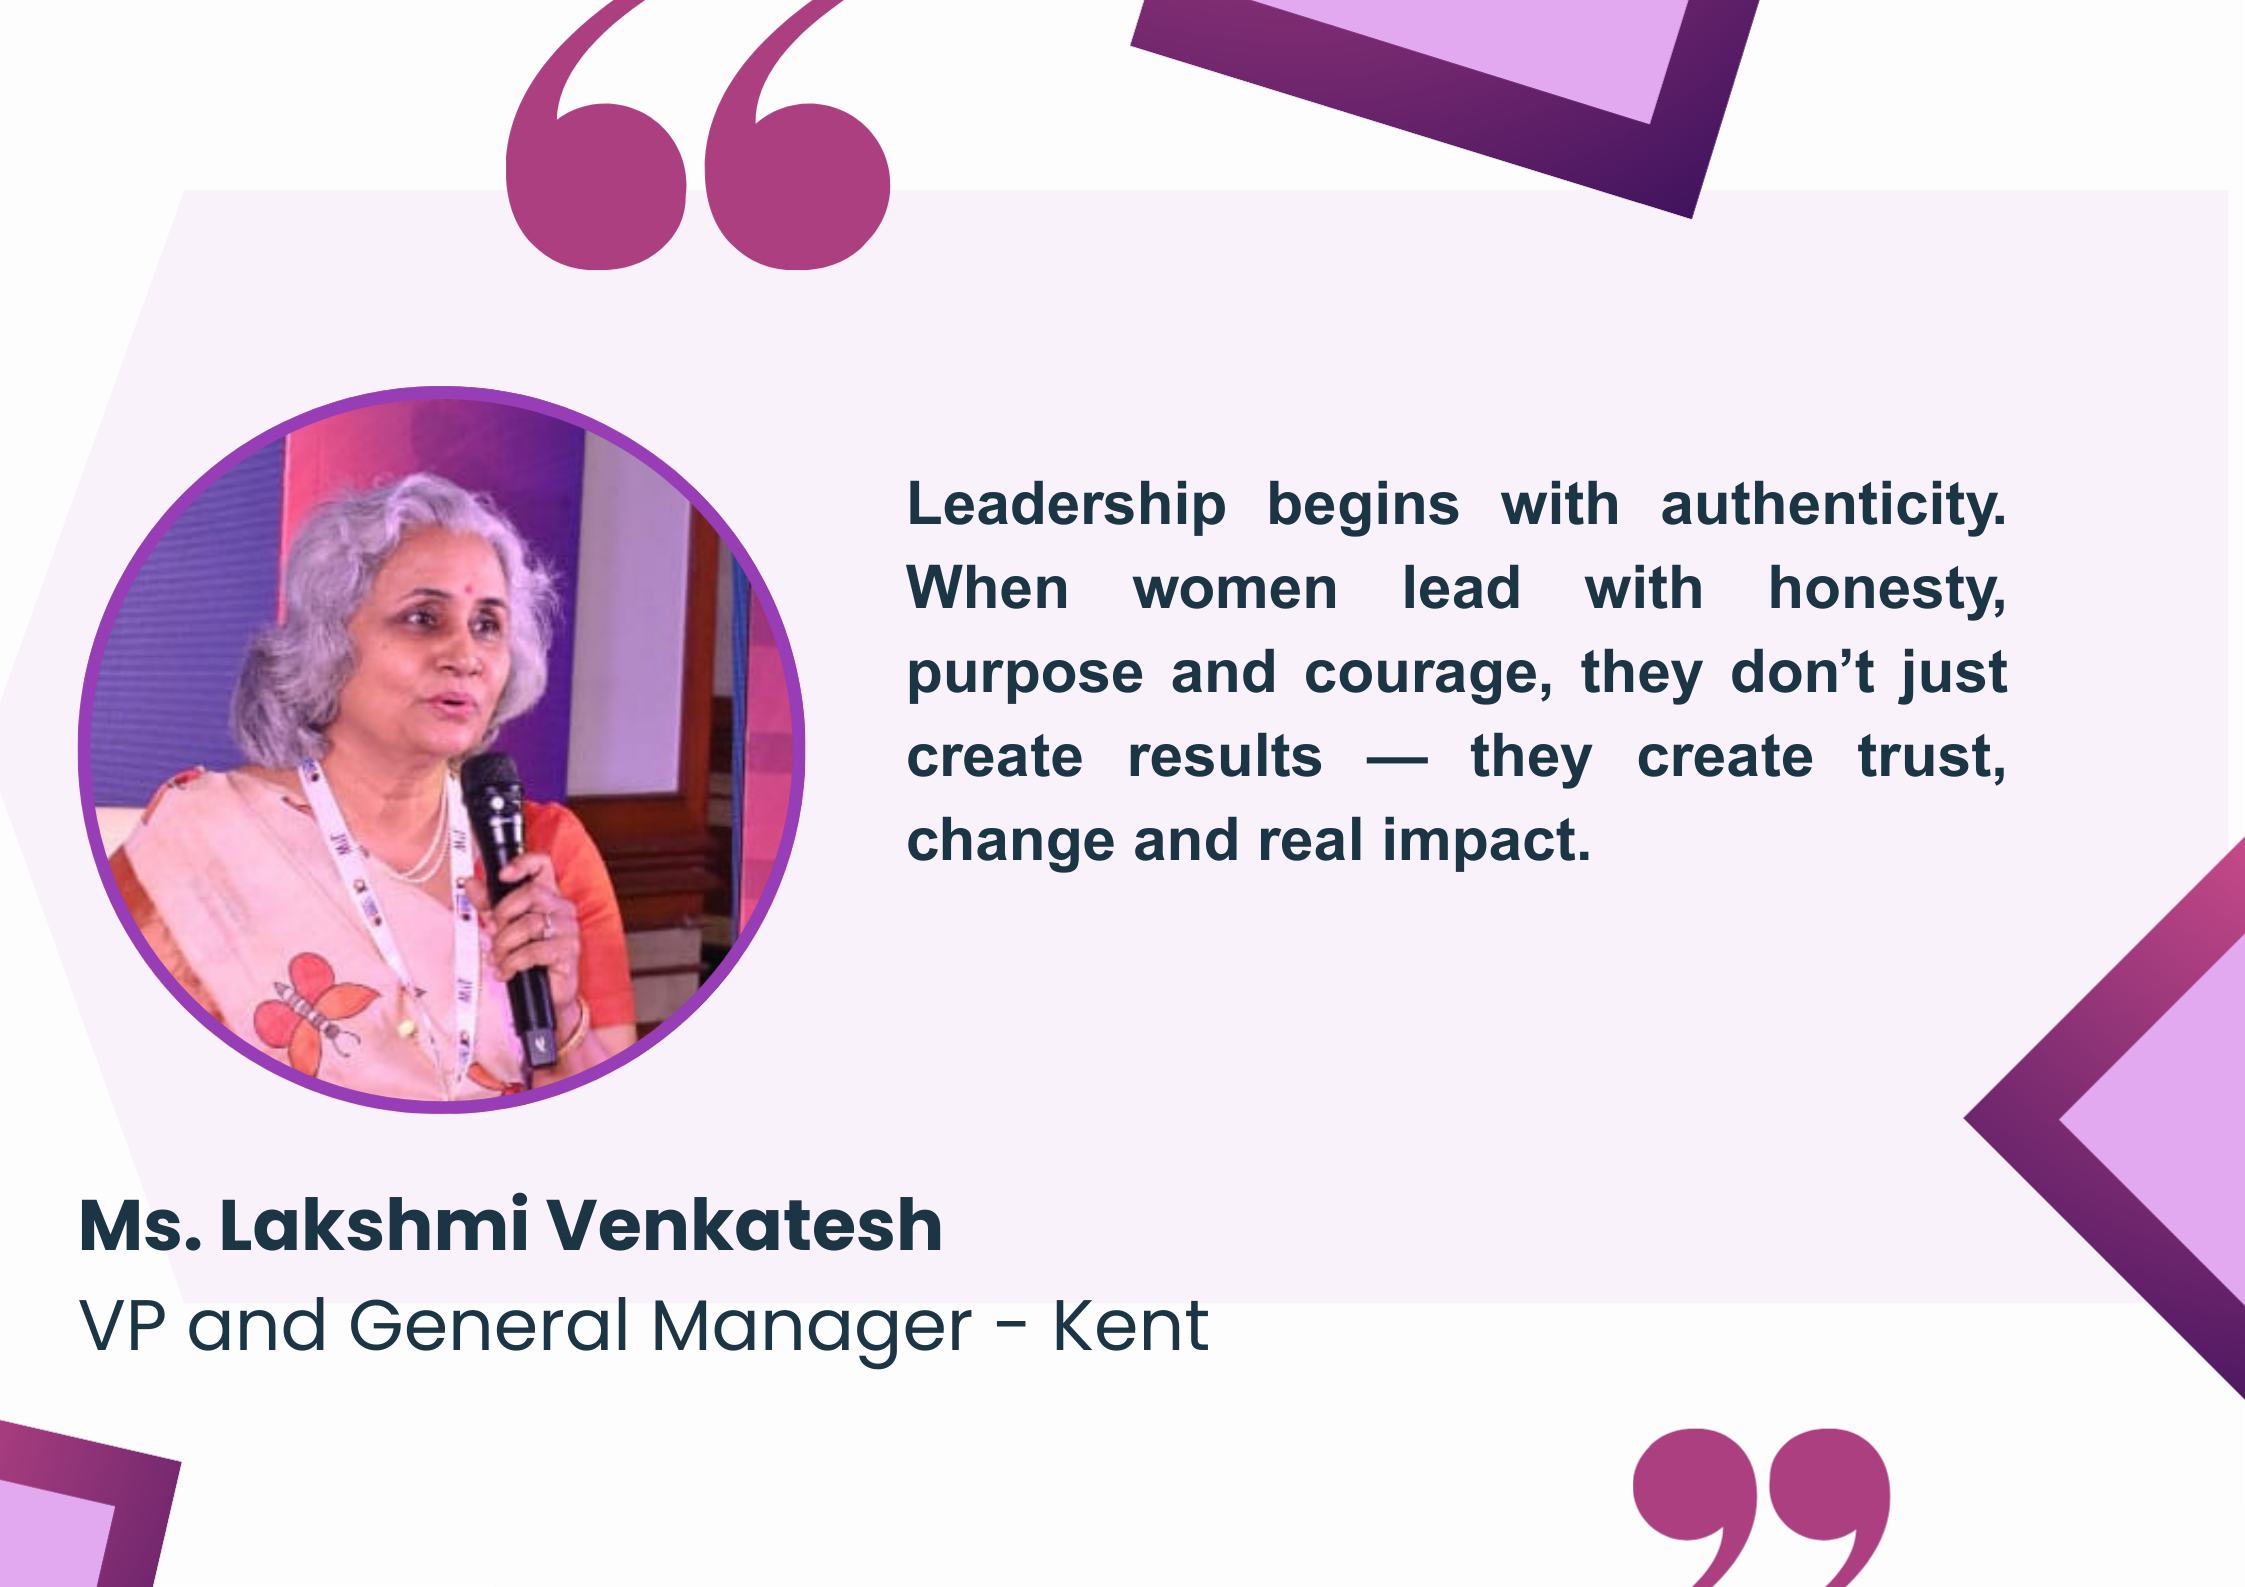 Leadership begins with authenticity.
When women lead with honesty,
purpose and courage, they don’t just
create results — they create trust,
change and real impact.
Ms. Lakshmi Venkatesh
VP and General Manager - Kent